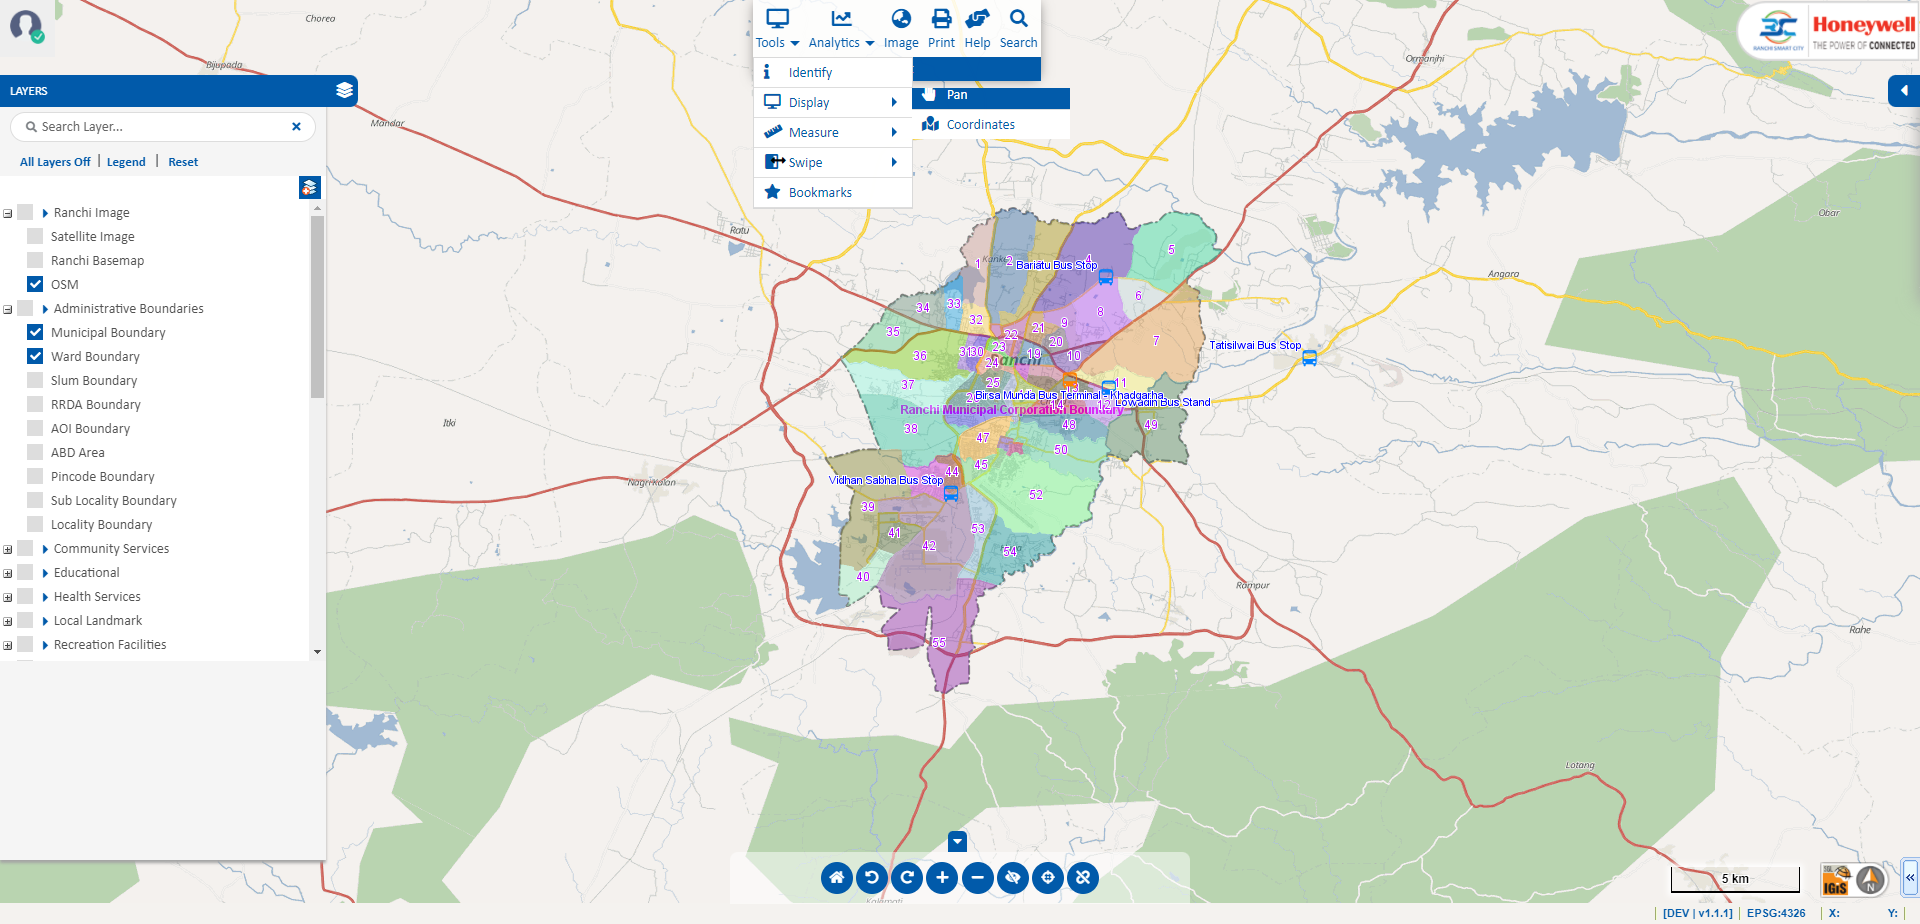 Tools
Analytics
Image
Print
Help
Search
Identify
Display
Measure
Swipe
Bookmarks
Pan
Coordinates
RANCHI SMART CITY
Honeywell
THE POWER OF CONNECTED
LAYERS
Search Layer...
All Layers Off | Legend | Reset
Ranchi Image
Satellite Image
Ranchi Basemap
OSM
Administrative Boundaries
Municipal Boundary
Ward Boundary
Slum Boundary
RRDA Boundary
AOI Boundary
ABD Area
Pincode Boundary
Sub Locality Boundary
Locality Boundary
Community Services
Educational
Health Services
Local Landmark
Recreation Facilities
Chorea
Bijupada
Mandar
Ratu
Itki
Nagri Kalan
Ormanjhi
Obar
Angara
Rampur
Rahe
Lotang
Kalamati
Bariatu Bus Stop
Tatisilwai Bus Stop
Birsa Munda Bus Terminal - Khadgarha
Lowadih Bus Stand
Ranchi Municipal Corporation Boundary
Vidhan Sabha Bus Stop
1
2
4
5
6
7
8
9
10
11
19
20
21
22
23
24
25
30
31
32
33
34
35
36
37
38
39
40
41
42
44
45
47
48
49
50
52
53
54
55
5 km
IGiS
N
[DEV | v1.1.1]
EPSG:4326
X:
Y: